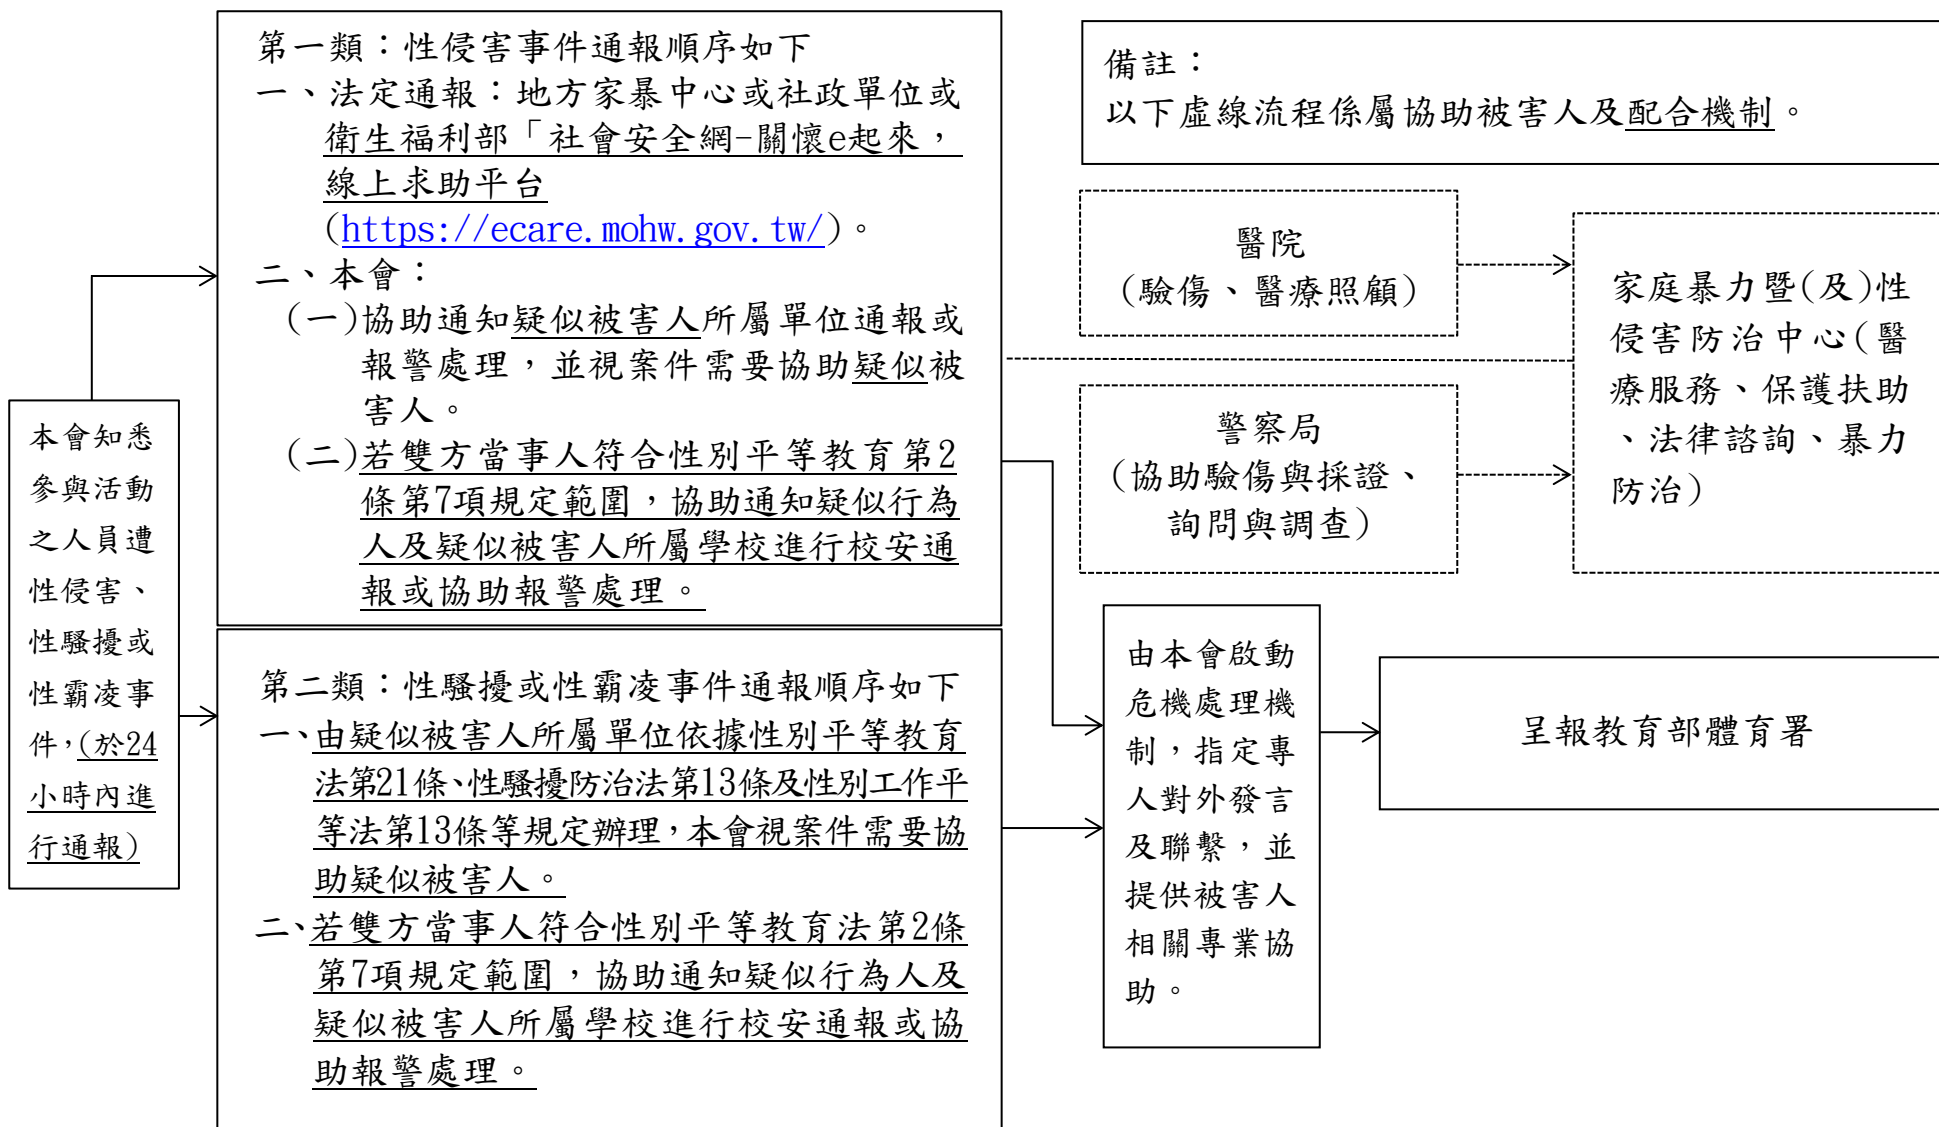 本會知悉
參與活動
之人員遭
性侵害、
性騷擾或
性霸凌事
件，(於24
小時內進
行通報)
第一類：性侵害事件通報順序如下
一、法定通報：地方家暴中心或社政單位或
衛生福利部「社會安全網-關懷e起來，
線上求助平台
(https://ecare.mohw.gov.tw/)。
二、本會：
(一)協助通知疑似被害人所屬單位通報或
報警處理，並視案件需要協助疑似被
害人。
(二)若雙方當事人符合性別平等教育第2
條第7項規定範圍，協助通知疑似行為
人及疑似被害人所屬學校進行校安通
報或協助報警處理。
第二類：性騷擾或性霸凌事件通報順序如下
一、由疑似被害人所屬單位依據性別平等教育
法第21條、性騷擾防治法第13條及性別工作平
等法第13條等規定辦理，本會視案件需要協
助疑似被害人。
二、若雙方當事人符合性別平等教育法第2條
第7項規定範圍，協助通知疑似行為人及
疑似被害人所屬學校進行校安通報或協
助報警處理。
備註：
以下虛線流程係屬協助被害人及配合機制。
醫院
(驗傷、醫療照顧)
警察局
(協助驗傷與採證、
詢問與調查)
家庭暴力暨(及)性
侵害防治中心(醫
療服務、保護扶助
、法律諮詢、暴力
防治)
由本會啟動
危機處理機
制，指定專
人對外發言
及聯繫，並
提供被害人
相關專業協
助。
呈報教育部體育署